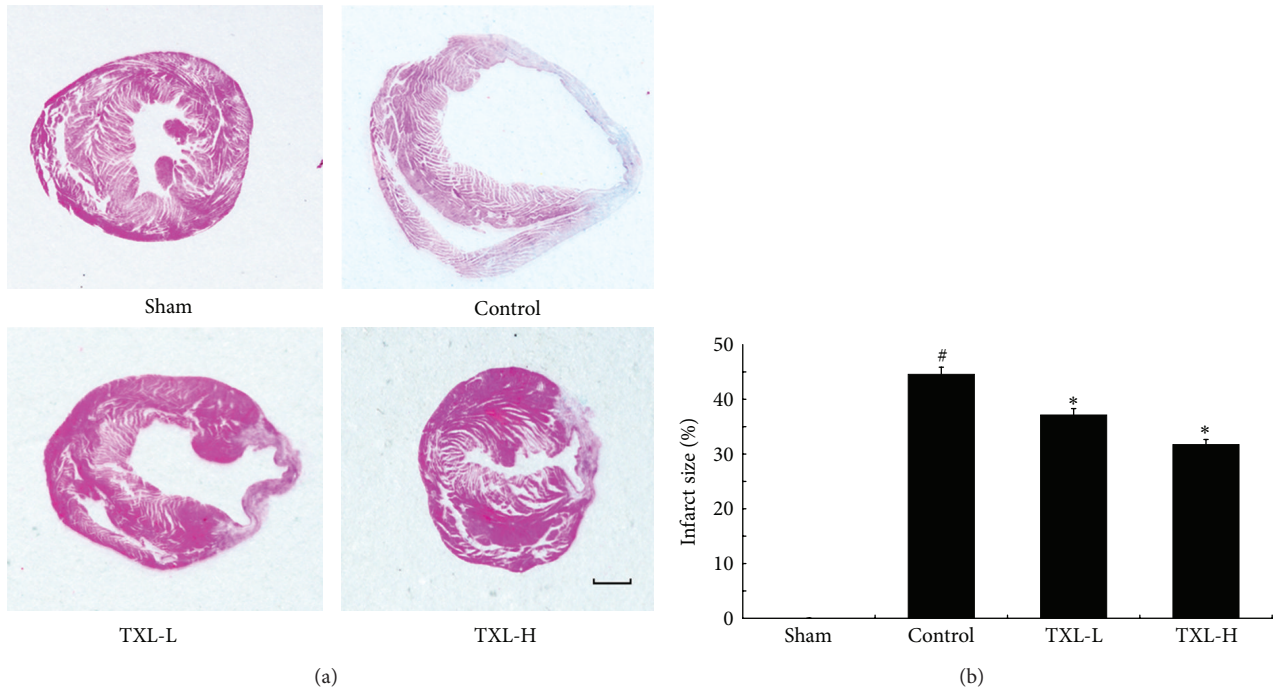 Sham
Control
TXL-L
TXL-H
(a)
50
40
30
20
10
0
Infarct size (%)
#
*
*
Sham
Control
TXL-L
TXL-H
(b)